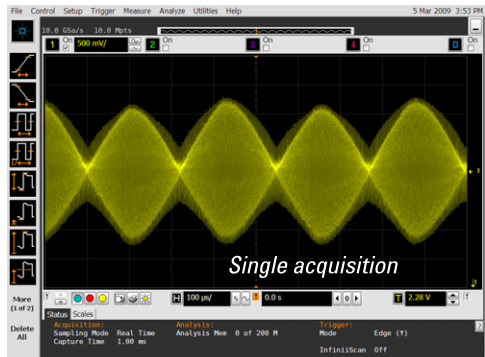 File Control Setup Trigger Measure Analyze Utilities Help 5 Mar 2009 3:53 PM
10.0 GSa/s 10.0 Mpts
1 On 500 mV/ 2 On 3 On 4 On D On
Single acquisition
More
(1 of 2)
Delete
All
H 100 µs/ 0.0 s 0 T 2.28 V
Status Scales
Acquisition:
Sampling Mode Real Time
Capture Time 1.00 ms
Analysis:
Analysis Mem 0 of 200 M
Trigger:
Mode Edge (↑)
InfiniiScan Off